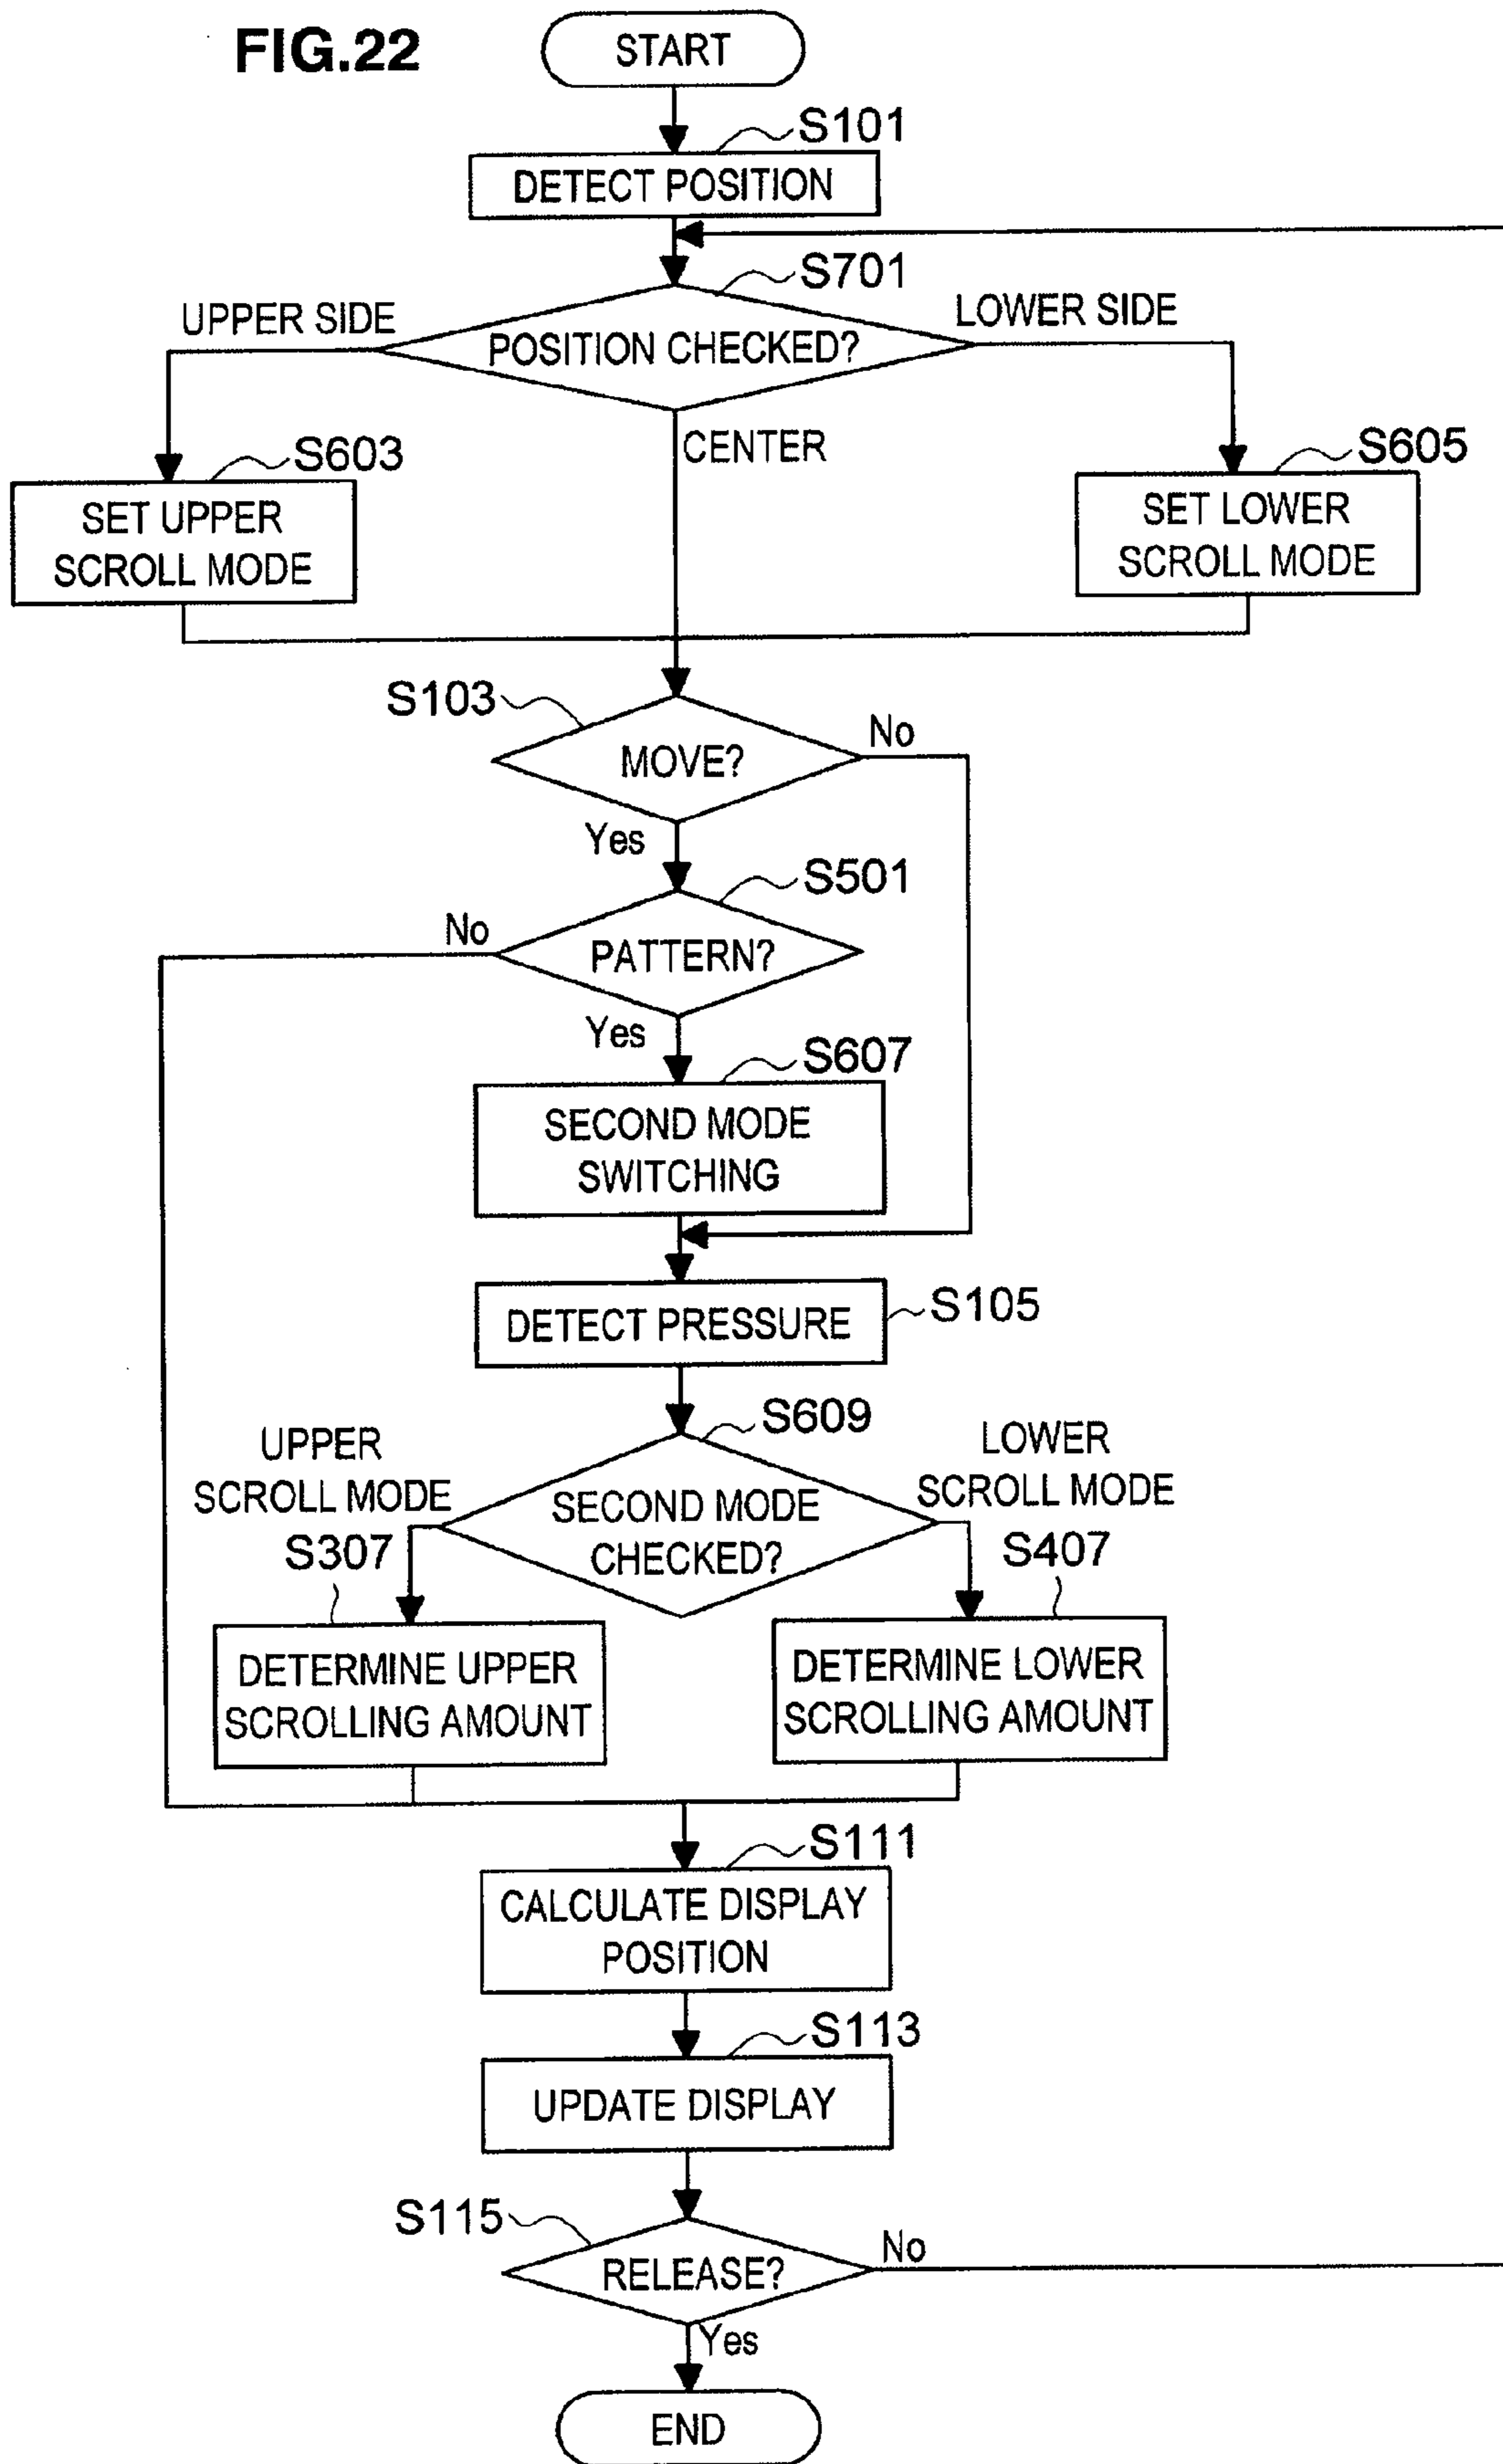 FIG.22
START
S101
DETECT POSITION
S701
UPPER SIDE
LOWER SIDE
POSITION CHECKED?
CENTER
S603
S605
SET UPPER
SCROLL MODE
SET LOWER
SCROLL MODE
S103
No
MOVE?
Yes
S501
No
PATTERN?
Yes
S607
SECOND MODE
SWITCHING
DETECT PRESSURE
S105
S609
UPPER
SCROLL MODE
LOWER
SCROLL MODE
SECOND MODE
CHECKED?
S307
S407
DETERMINE UPPER
SCROLLING AMOUNT
DETERMINE LOWER
SCROLLING AMOUNT
S111
CALCULATE DISPLAY
POSITION
S113
UPDATE DISPLAY
S115
No
RELEASE?
Yes
END